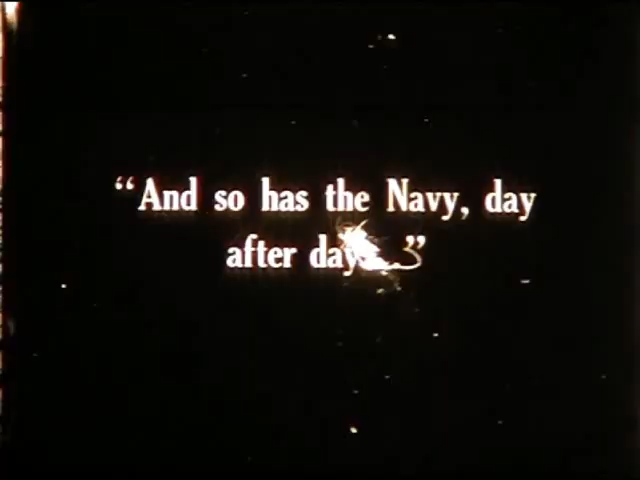 “And so has the Navy, day
after day...”